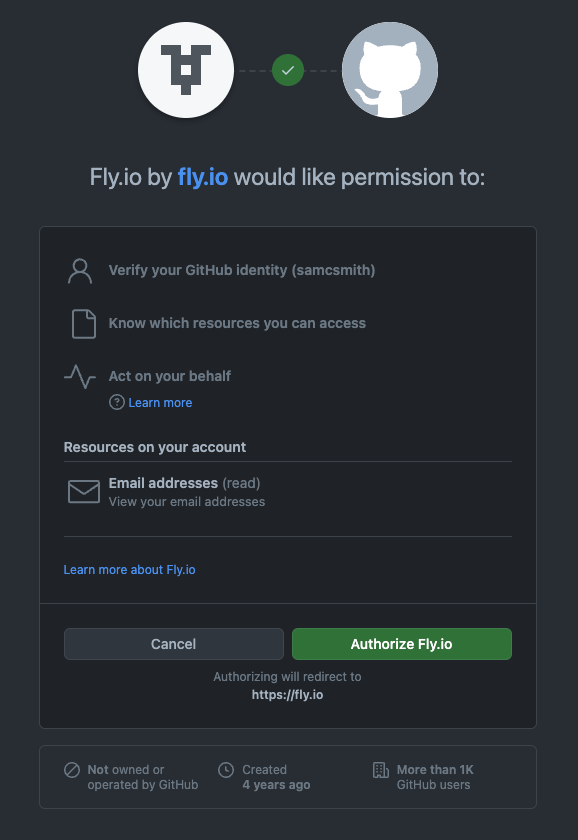 Fly.io by fly.io would like permission to:
Verify your GitHub identity (samcsmith)
Know which resources you can access
Act on your behalf
Learn more
Resources on your account
Email addresses (read)
View your email addresses
Learn more about Fly.io
Cancel
Authorize Fly.io
Authorizing will redirect to
https://fly.io
Not owned or
operated by GitHub
Created
4 years ago
More than 1K
GitHub users